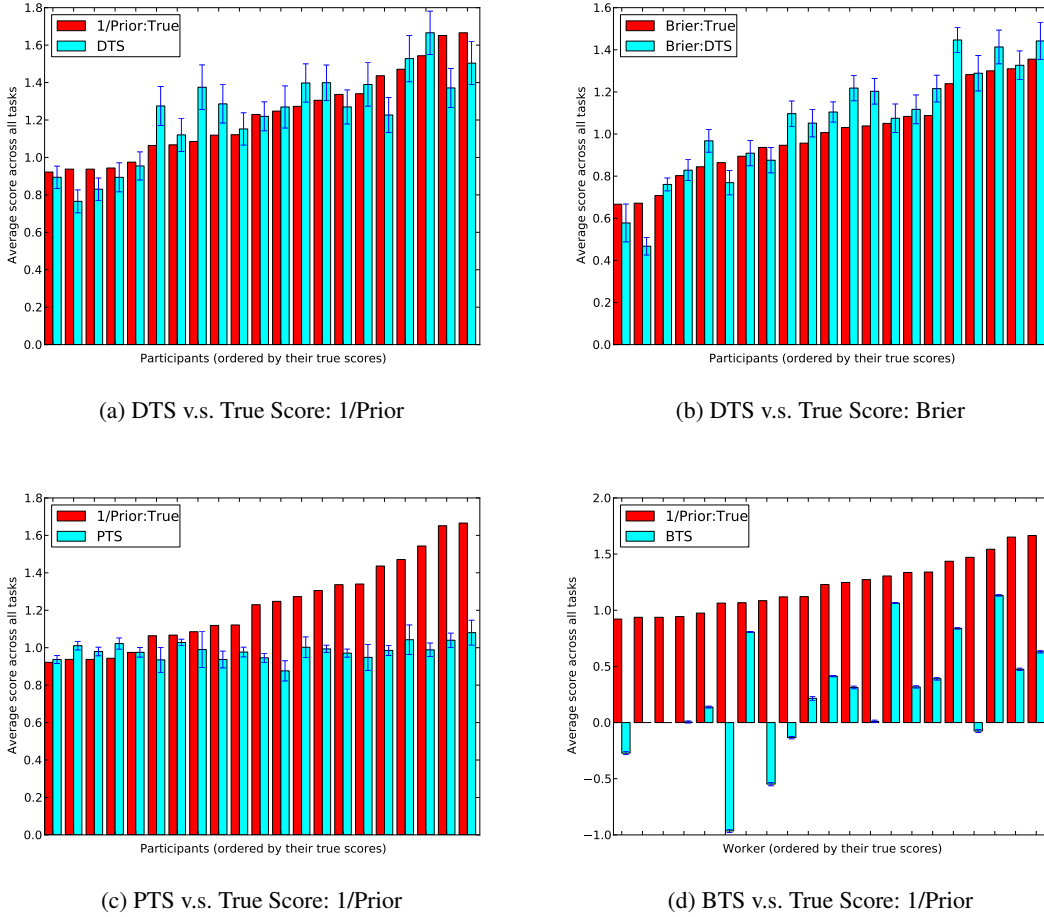 1/Prior:True
DTS
Average score across all tasks
1.8
1.6
1.4
1.2
1.0
0.8
0.6
0.4
0.2
0.0
Participants (ordered by their true scores)
(a) DTS v.s. True Score: 1/Prior
Brier:True
Brier:DTS
Average score across all tasks
1.6
1.4
1.2
1.0
0.8
0.6
0.4
0.2
0.0
Participants (ordered by their true scores)
(b) DTS v.s. True Score: Brier
1/Prior:True
PTS
Average score across all tasks
1.8
1.6
1.4
1.2
1.0
0.8
0.6
0.4
0.2
0.0
Participants (ordered by their true scores)
(c) PTS v.s. True Score: 1/Prior
1/Prior:True
BTS
Average score across all tasks
2.0
1.5
1.0
0.5
0.0
−0.5
−1.0
Worker (ordered by their true scores)
(d) BTS v.s. True Score: 1/Prior